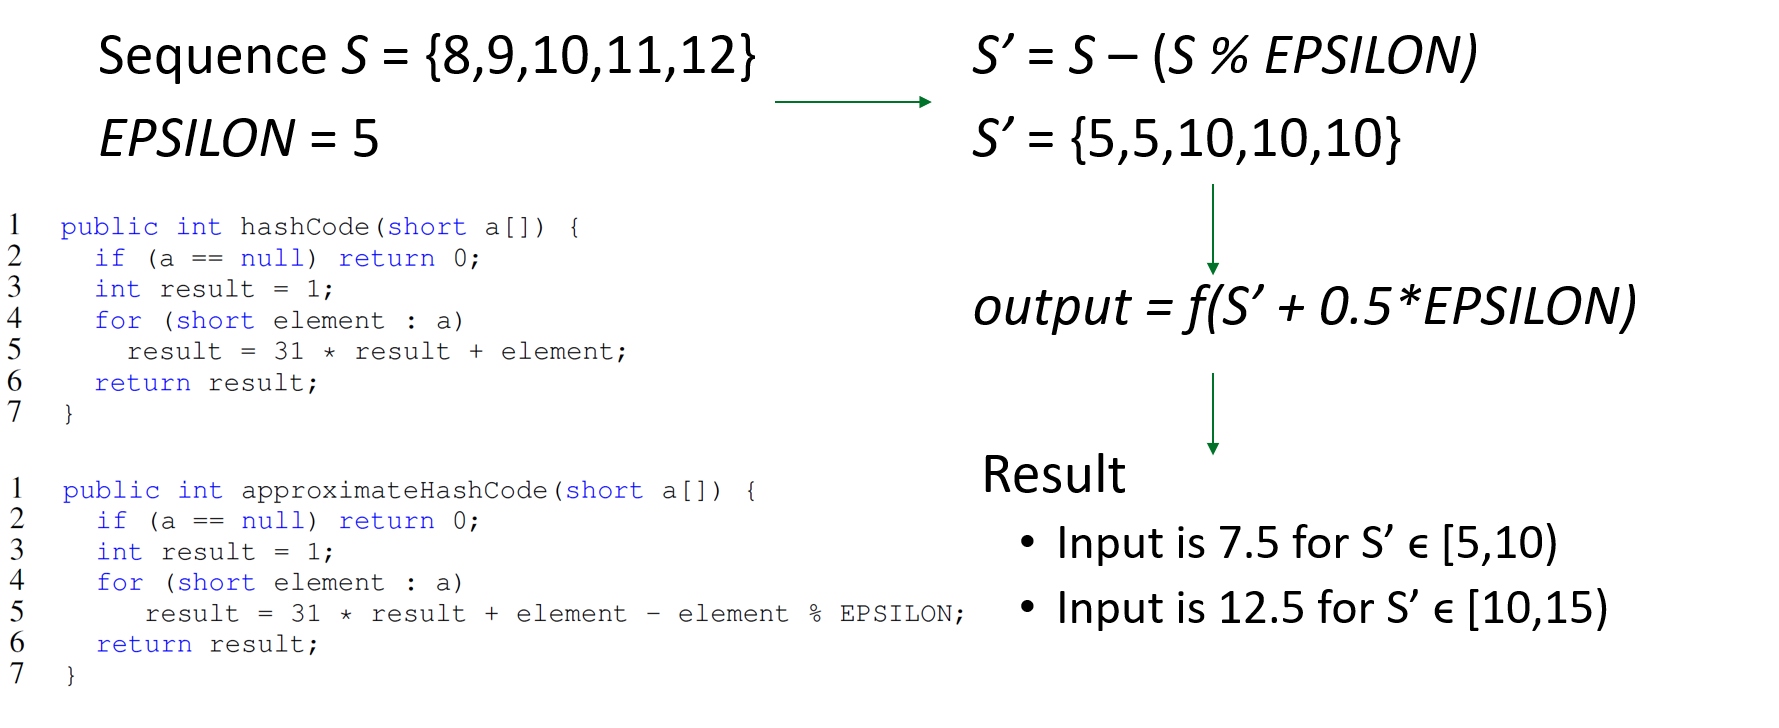 Sequence S = {8,9,10,11,12}
EPSILON = 5
S’ = S – (S % EPSILON)
S’ = {5,5,10,10,10}
1 public int hashCode(short a[]) {
2 if (a == null) return 0;
3 int result = 1;
4 for (short element : a)
5 result = 31 * result + element;
6 return result;
7 }
1 public int approximateHashCode(short a[]) {
2 if (a == null) return 0;
3 int result = 1;
4 for (short element : a)
5 result = 31 * result + element - element % EPSILON;
6 return result;
7 }
output = f(S’ + 0.5*EPSILON)
Result
• Input is 7.5 for S’ ϵ [5,10)
• Input is 12.5 for S’ ϵ [10,15)